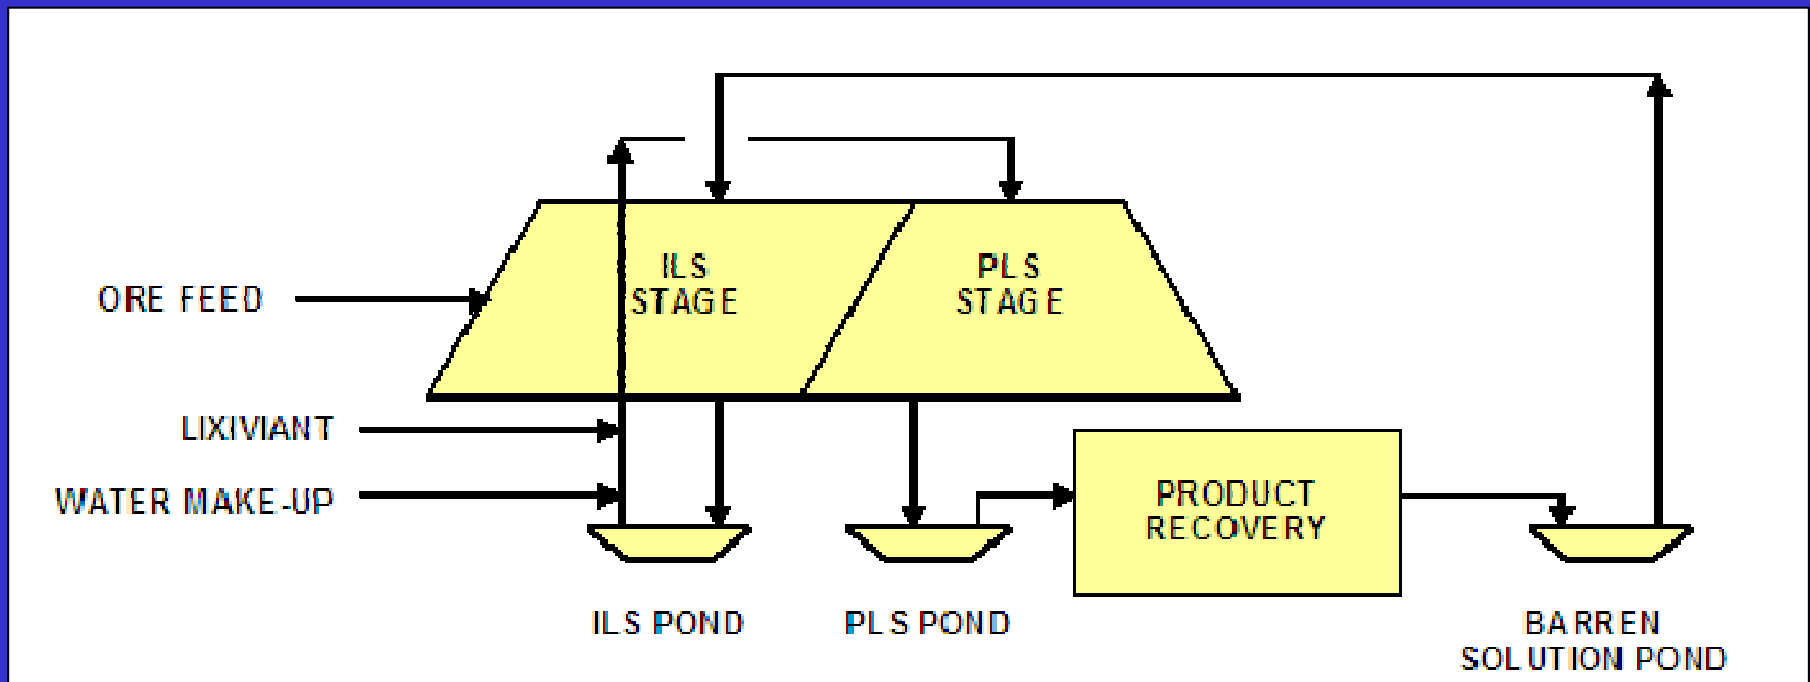 ILS
STAGE
PLS
STAGE
ORE FEED
LIXIVIANT
WATER MAKE-UP
PRODUCT
RECOVERY
ILS POND
PLS POND
BARREN
SOLUTION POND